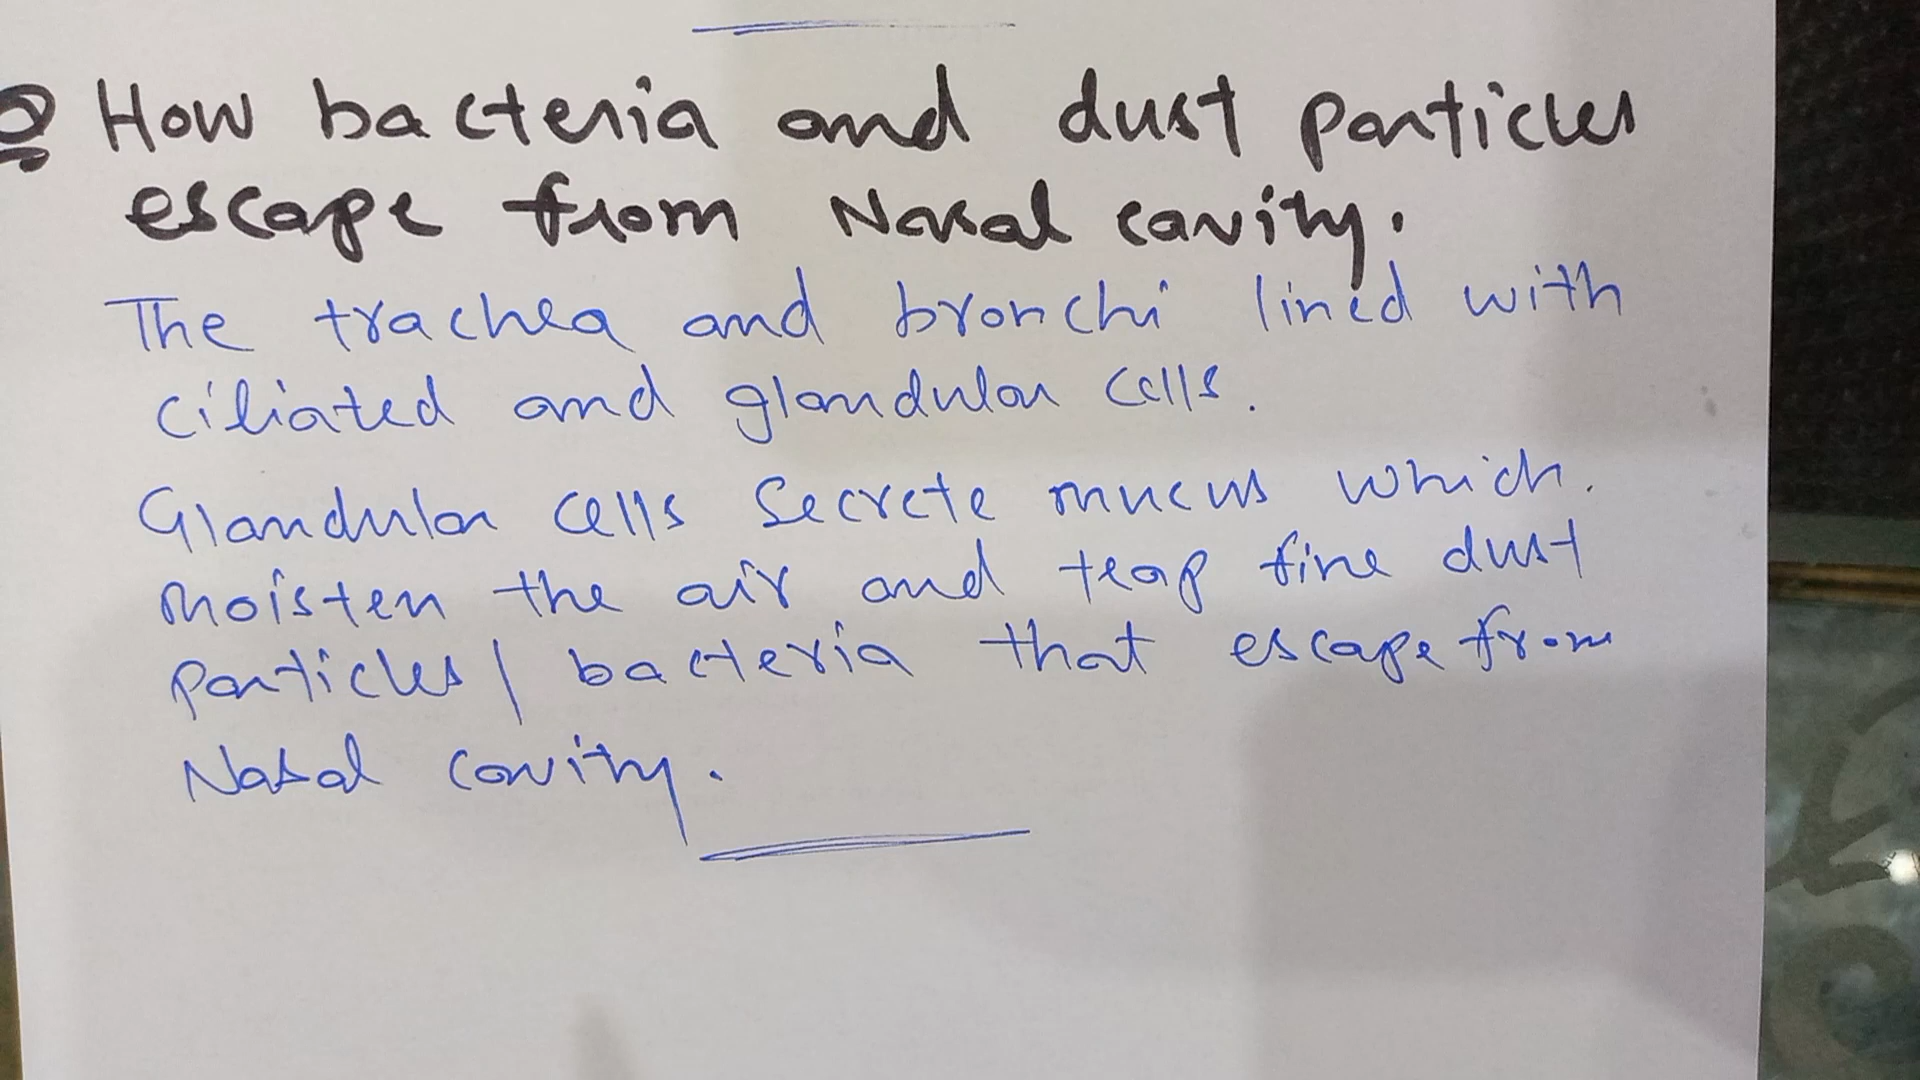 Q How bacteria and dust particles
escape from Nasal cavity.
The trachea and bronchi lined with
ciliated and glandular cells.
Glandular cells secrete mucus which.
moisten the air and trap fine dust
particles/ bacteria that escape from
Nasal cavity.